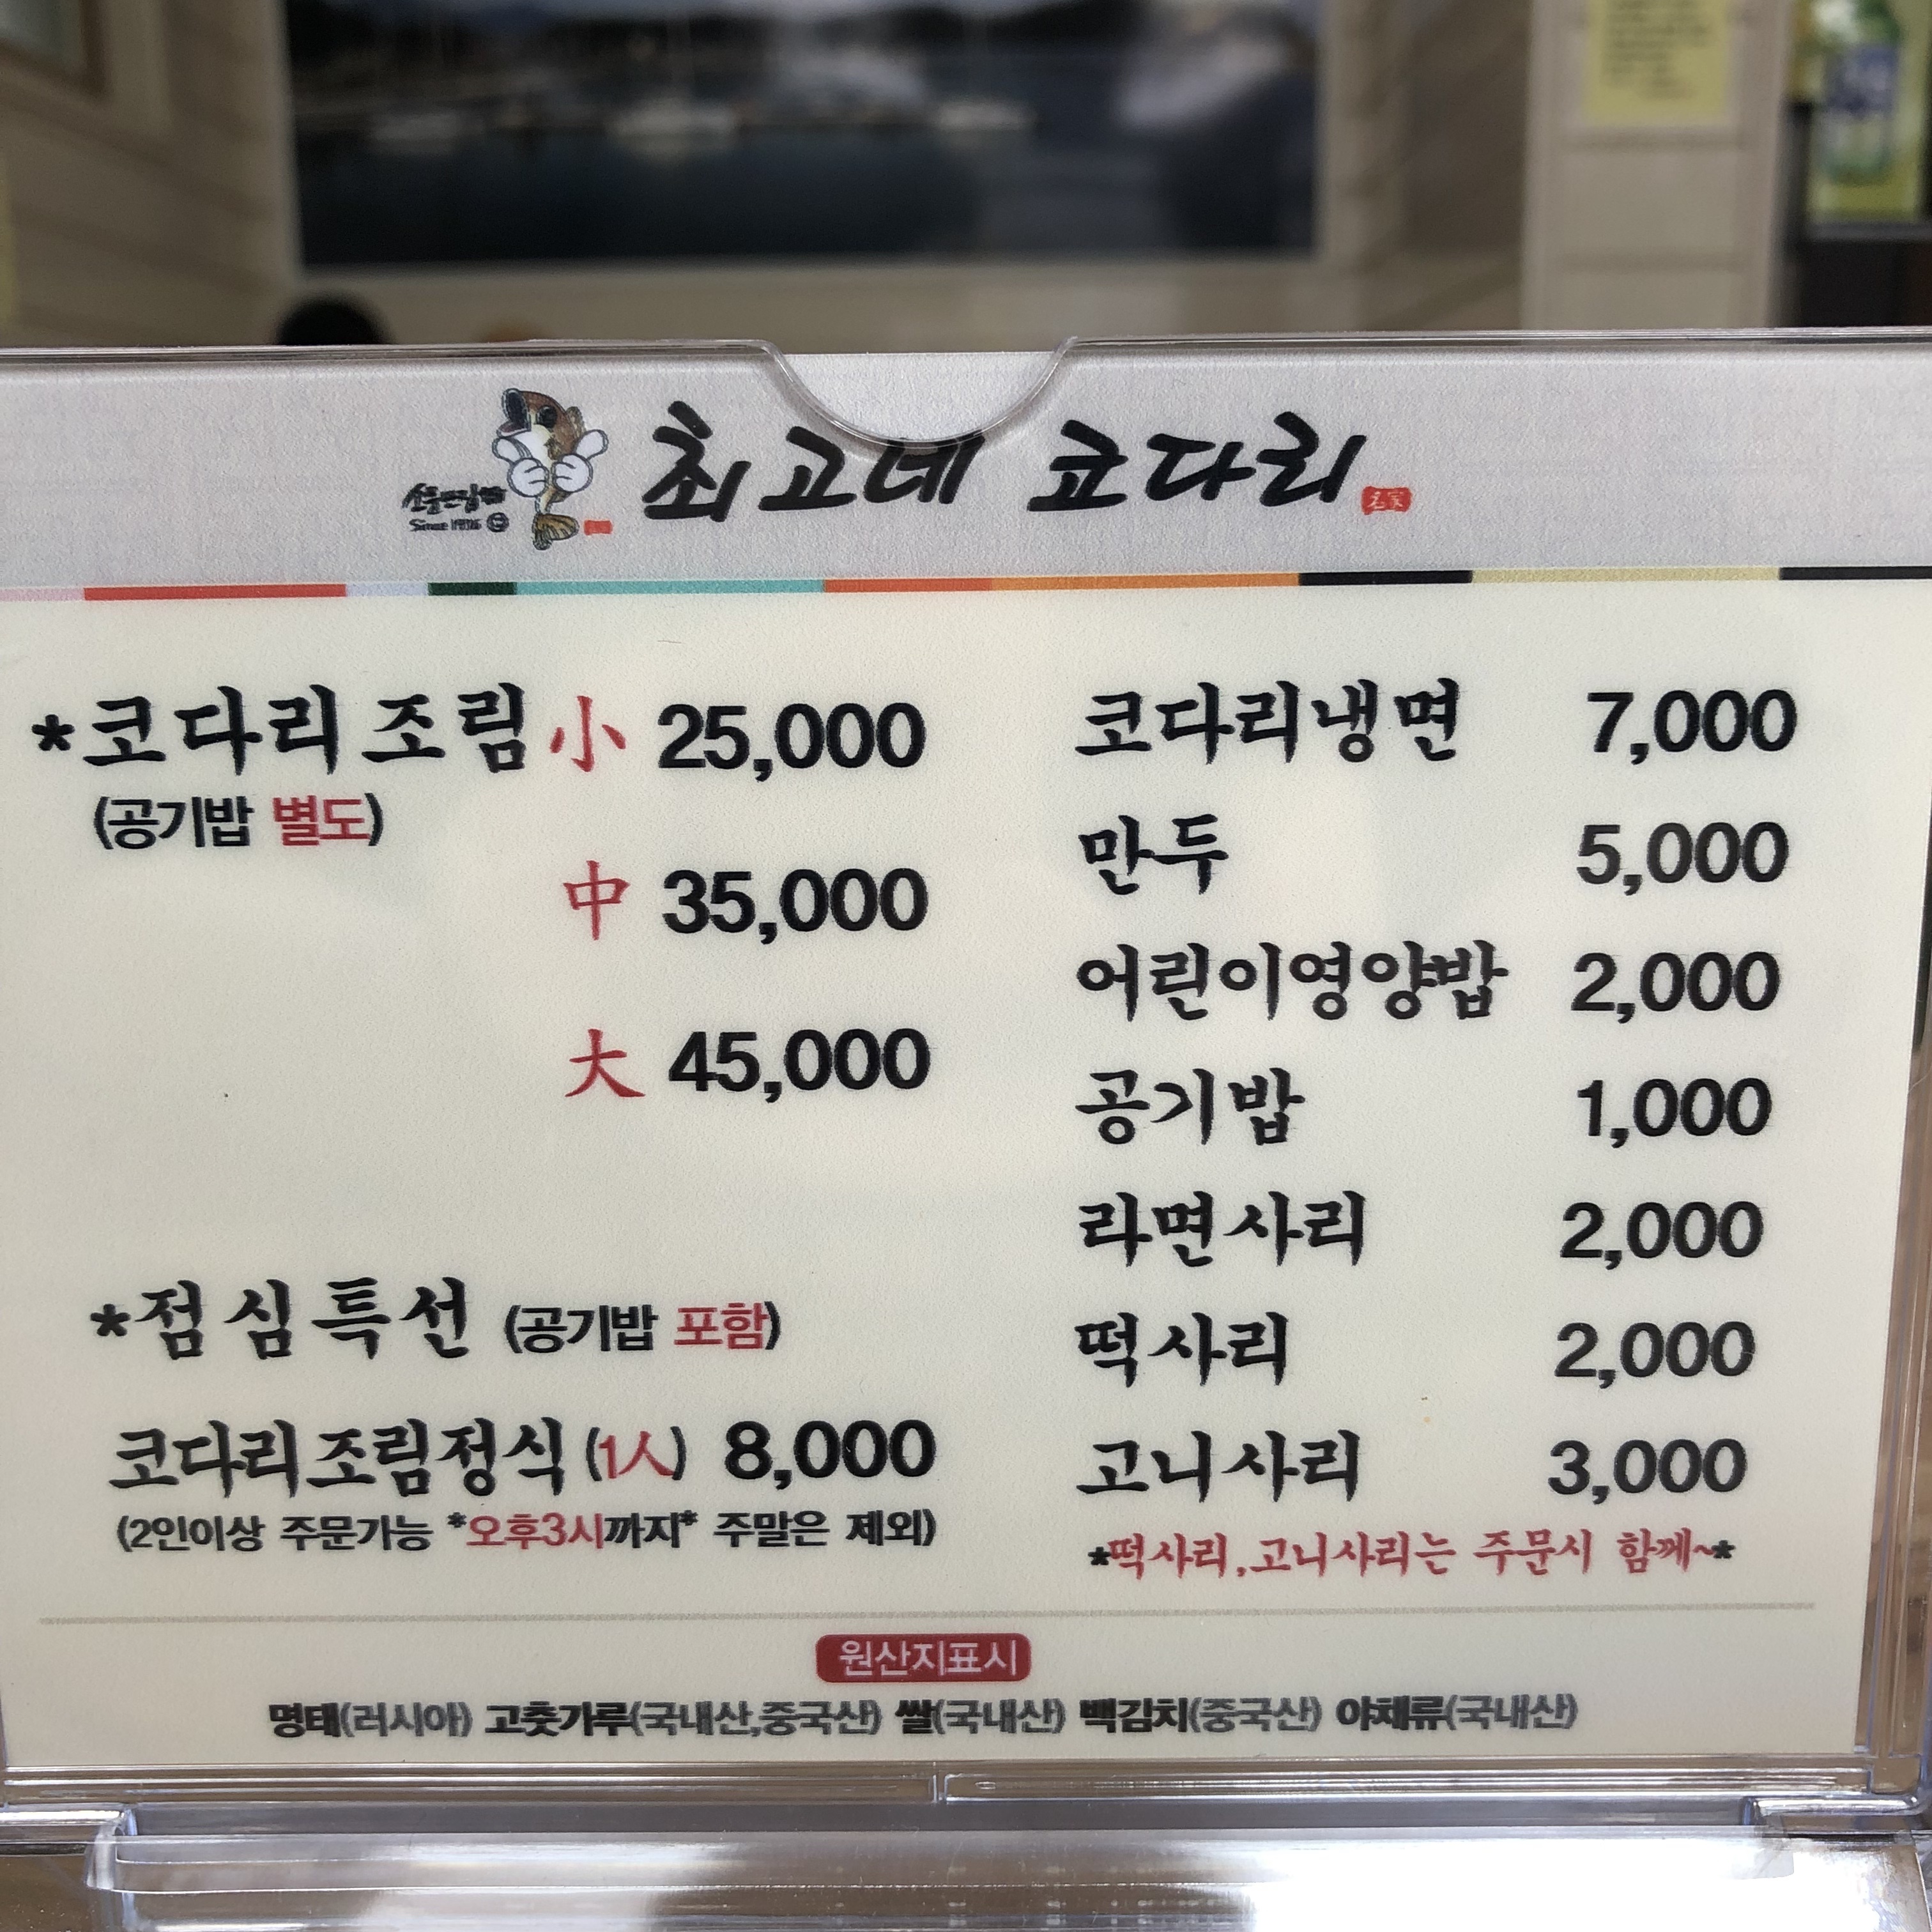 최고네 코다리
名家
Since 1976
*코다리조림 小 25,000
(공기밥 별도)
中 35,000
大 45,000
*점심특선 (공기밥 포함)
코다리조림정식 (1人) 8,000
(2인이상 주문가능 *오후3시까지* 주말은 제외)
코다리냉면 7,000
만두 5,000
어린이영양밥 2,000
공기밥 1,000
라면사리 2,000
떡사리 2,000
고니사리 3,000
*떡사리,고니사리는 주문시 함께~*
원산지표시
명태(러시아) 고춧가루(국내산,중국산) 쌀(국내산) 백김치(중국산) 야채류(국내산)